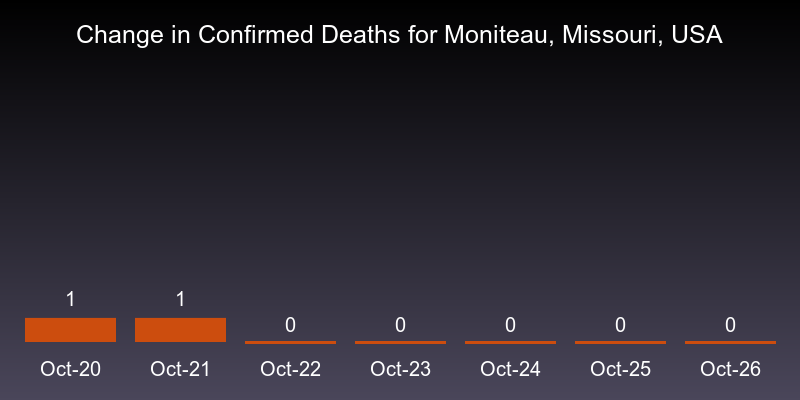 Change in Confirmed Deaths for Moniteau, Missouri, USA
1 1 0 0 0 0 0
Oct-20 Oct-21 Oct-22 Oct-23 Oct-24 Oct-25 Oct-26